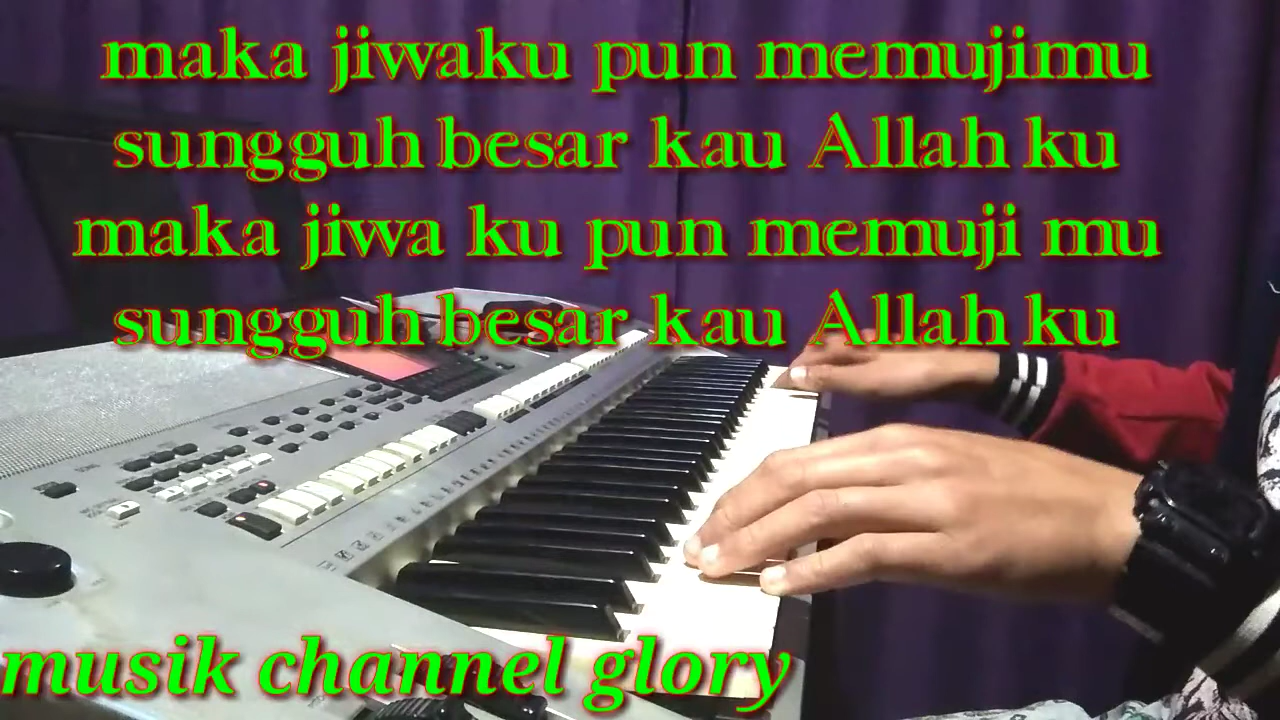 maka jiwaku pun memujimu
sungguh besar kau Allah ku
maka jiwa ku pun memuji mu
sungguh besar kau Allah ku
musik channel glory